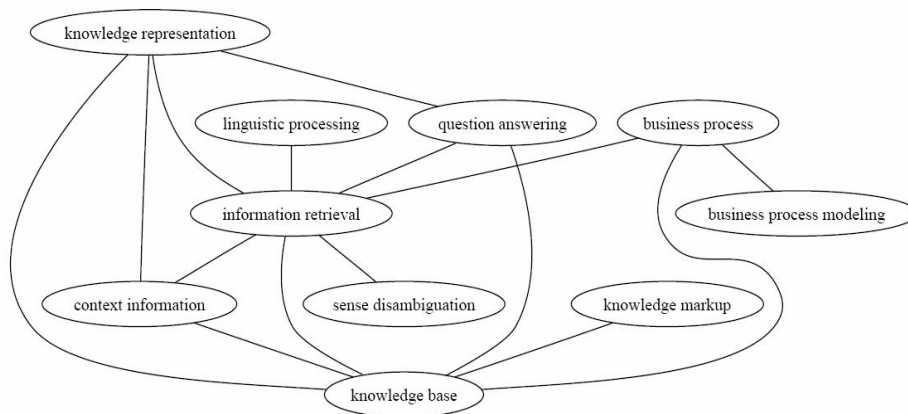 knowledge representation
linguistic processing
question answering
business process
information retrieval
business process modeling
context information
sense disambiguation
knowledge markup
knowledge base